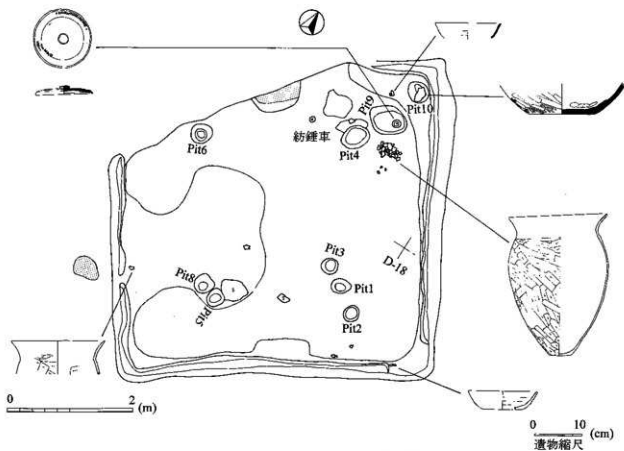 Pit9
Pit10
紡錘車
Pit6
Pit4
D-18
Pit3
Pit8
Pit1
Pit5
Pit2
0 2 (m)
0 10 (cm)
遺物縮尺